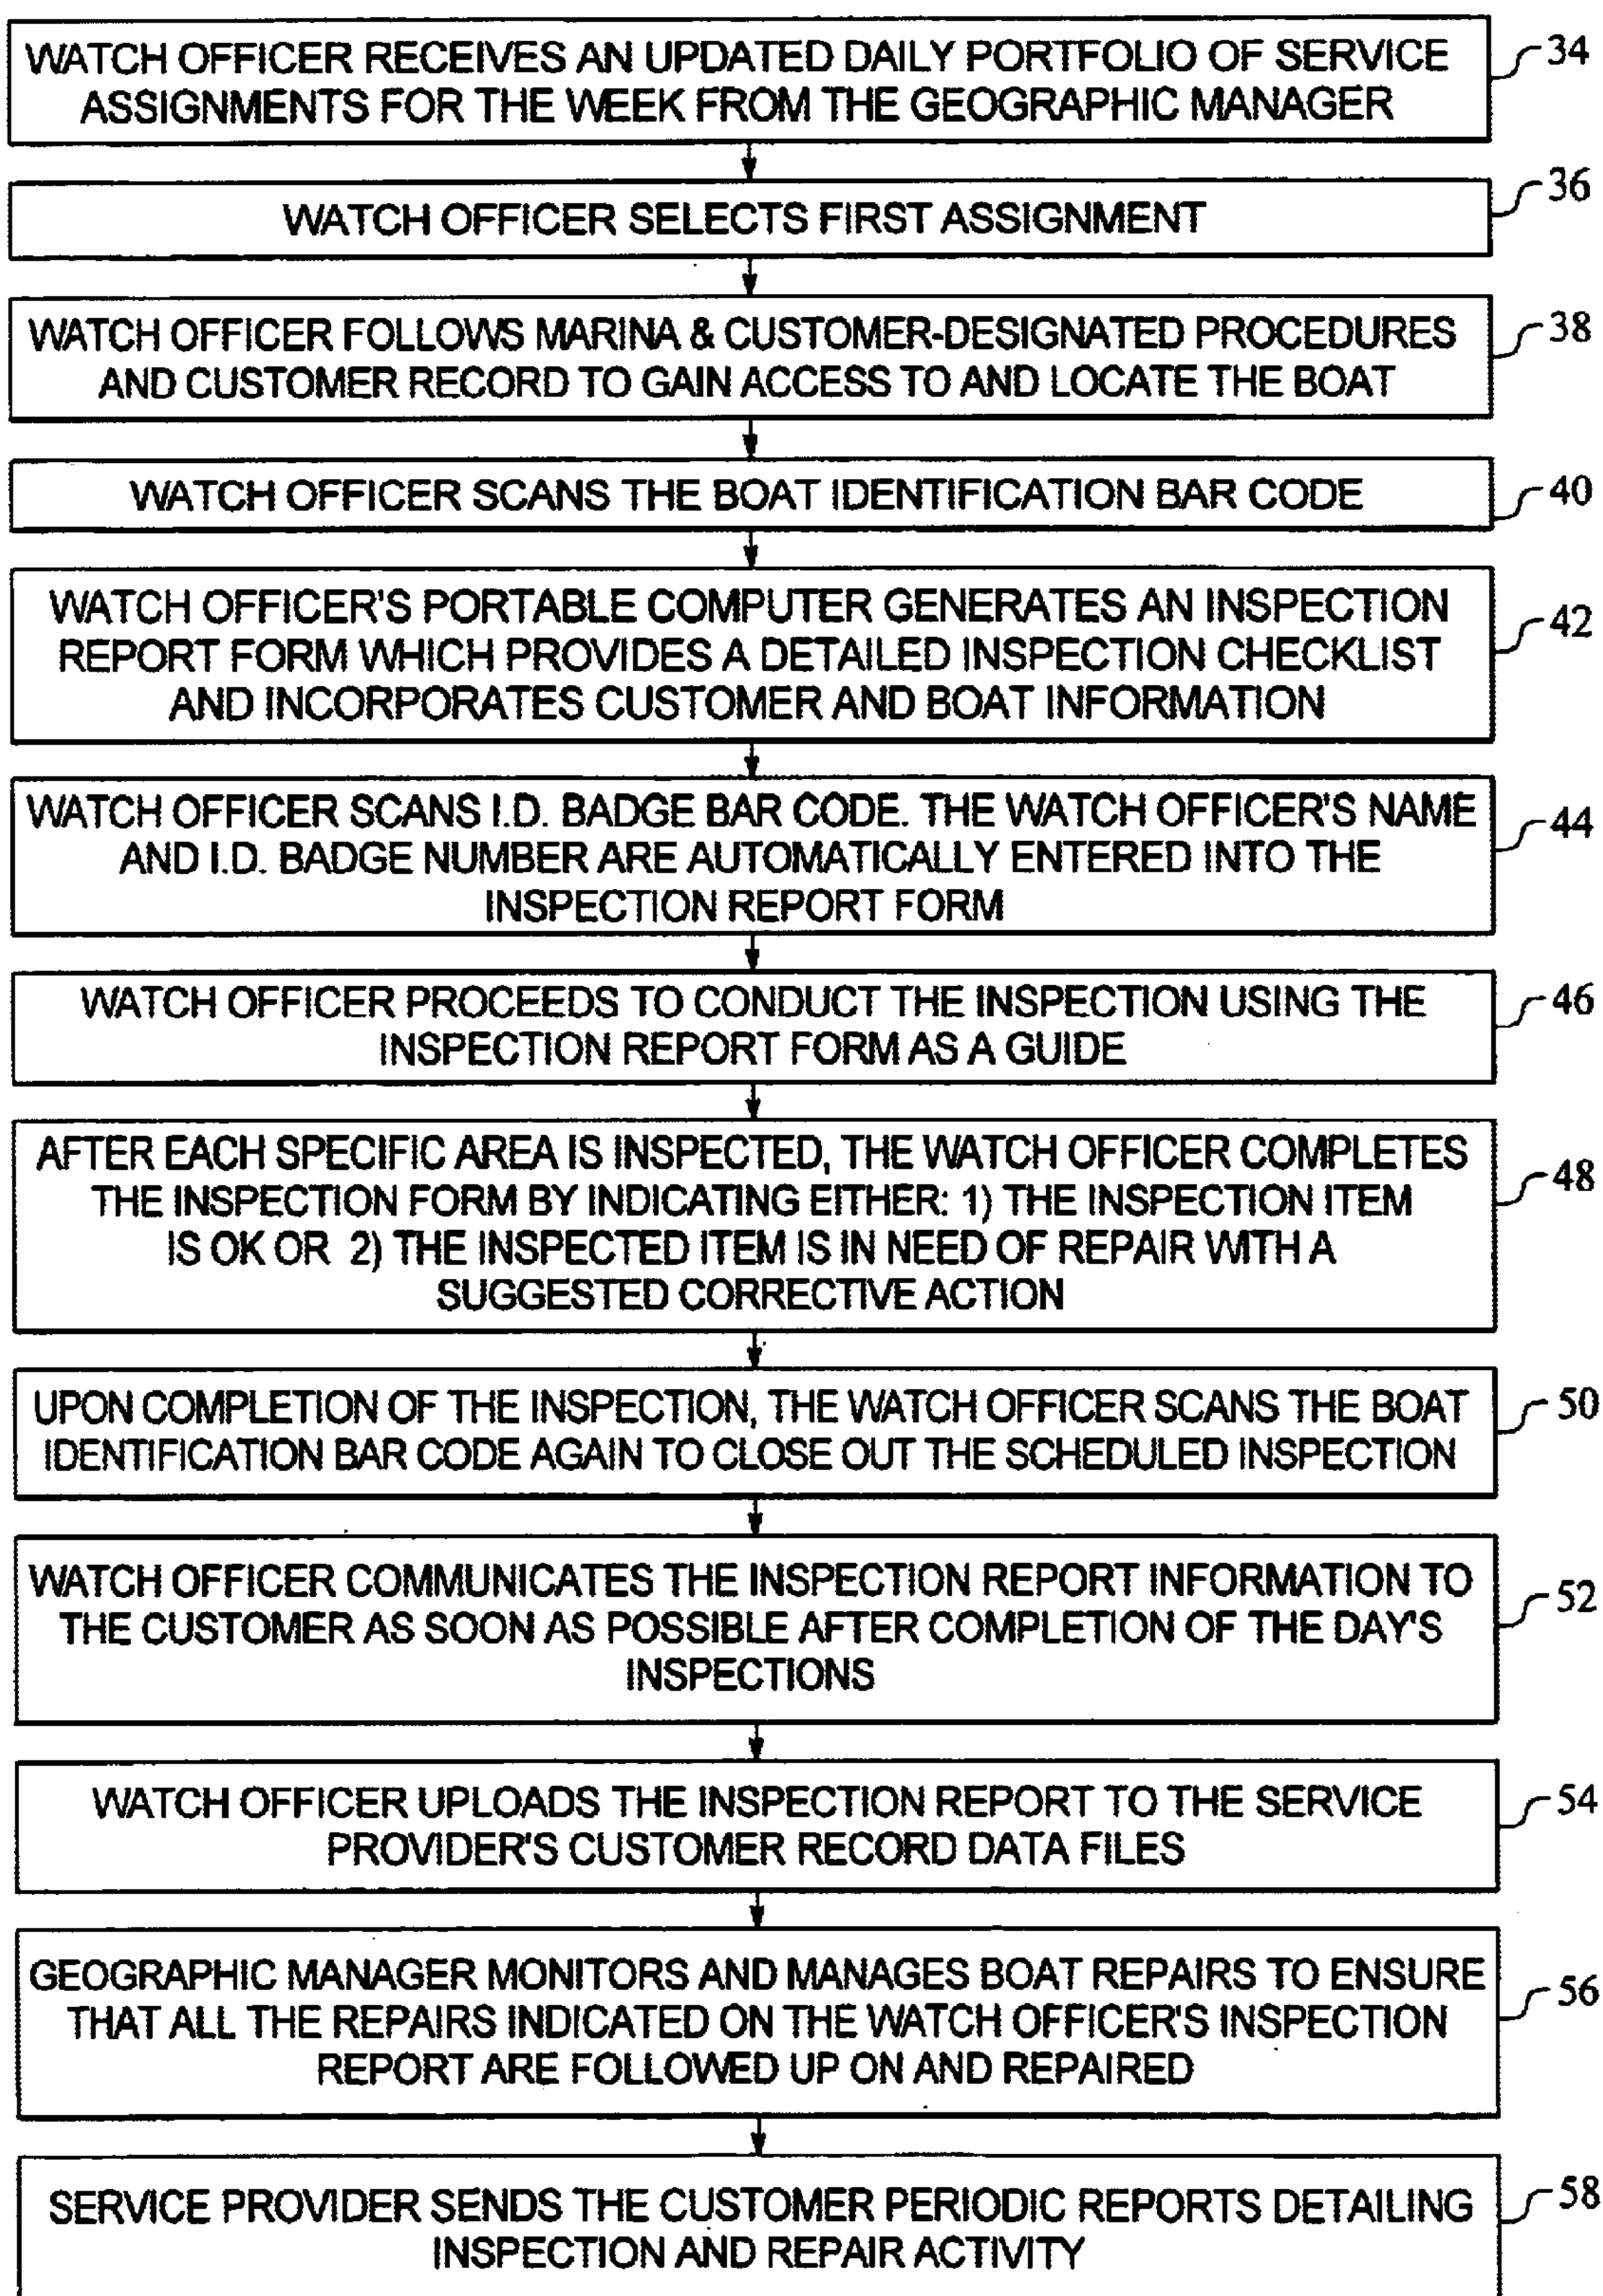 WATCH OFFICER RECEIVES AN UPDATED DAILY PORTFOLIO OF SERVICE
ASSIGNMENTS FOR THE WEEK FROM THE GEOGRAPHIC MANAGER
34
WATCH OFFICER SELECTS FIRST ASSIGNMENT
36
WATCH OFFICER FOLLOWS MARINA & CUSTOMER-DESIGNATED PROCEDURES
AND CUSTOMER RECORD TO GAIN ACCESS TO AND LOCATE THE BOAT
38
WATCH OFFICER SCANS THE BOAT IDENTIFICATION BAR CODE
40
WATCH OFFICER'S PORTABLE COMPUTER GENERATES AN INSPECTION
REPORT FORM WHICH PROVIDES A DETAILED INSPECTION CHECKLIST
AND INCORPORATES CUSTOMER AND BOAT INFORMATION
42
WATCH OFFICER SCANS I.D. BADGE BAR CODE. THE WATCH OFFICER'S NAME
AND I.D. BADGE NUMBER ARE AUTOMATICALLY ENTERED INTO THE
INSPECTION REPORT FORM
44
WATCH OFFICER PROCEEDS TO CONDUCT THE INSPECTION USING THE
INSPECTION REPORT FORM AS A GUIDE
46
AFTER EACH SPECIFIC AREA IS INSPECTED, THE WATCH OFFICER COMPLETES
THE INSPECTION FORM BY INDICATING EITHER: 1) THE INSPECTION ITEM
IS OK OR 2) THE INSPECTED ITEM IS IN NEED OF REPAIR WITH A
SUGGESTED CORRECTIVE ACTION
48
UPON COMPLETION OF THE INSPECTION, THE WATCH OFFICER SCANS THE BOAT
IDENTIFICATION BAR CODE AGAIN TO CLOSE OUT THE SCHEDULED INSPECTION
50
WATCH OFFICER COMMUNICATES THE INSPECTION REPORT INFORMATION TO
THE CUSTOMER AS SOON AS POSSIBLE AFTER COMPLETION OF THE DAY'S
INSPECTIONS
52
WATCH OFFICER UPLOADS THE INSPECTION REPORT TO THE SERVICE
PROVIDER'S CUSTOMER RECORD DATA FILES
54
GEOGRAPHIC MANAGER MONITORS AND MANAGES BOAT REPAIRS TO ENSURE
THAT ALL THE REPAIRS INDICATED ON THE WATCH OFFICER'S INSPECTION
REPORT ARE FOLLOWED UP ON AND REPAIRED
56
SERVICE PROVIDER SENDS THE CUSTOMER PERIODIC REPORTS DETAILING
INSPECTION AND REPAIR ACTIVITY
58